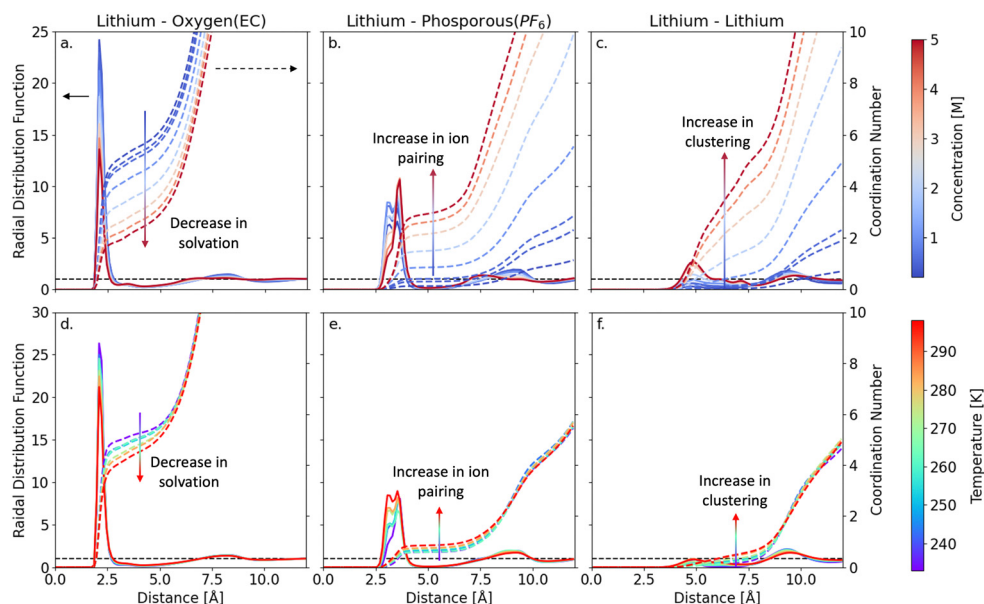 Lithium - Oxygen(EC)
Lithium - Phosporous(PF6)
Lithium - Lithium
a.
b.
c.
25
20
15
10
5
0
Raidal Distribution Function
10
8
6
4
2
0
Coordination Number
5
4
3
2
1
Concentration [M]
Decrease in
solvation
Increase in ion
pairing
Increase in
clustering
d.
e.
f.
30
25
20
15
10
5
0
Raidal Distribution Function
10
8
6
4
2
0
Coordination Number
290
280
270
260
250
240
Temperature [K]
Decrease in
solvation
Increase in ion
pairing
Increase in
clustering
0.0 2.5 5.0 7.5 10.0
0.0 2.5 5.0 7.5 10.0
0.0 2.5 5.0 7.5 10.0
Distance [Å]
Distance [Å]
Distance [Å]